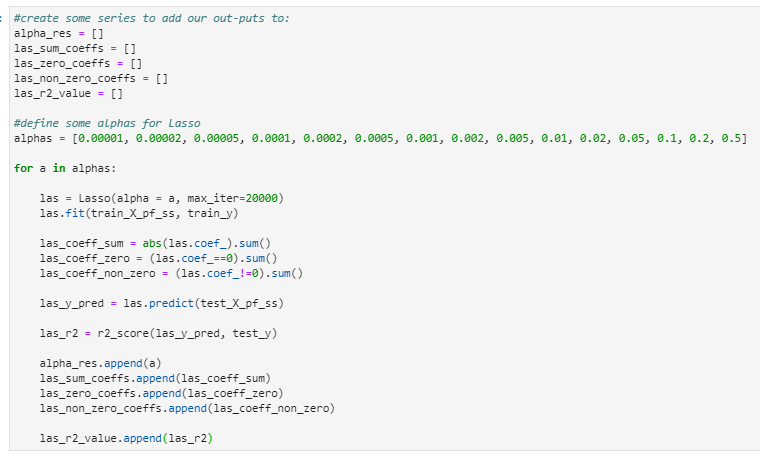 :
#create some series to add our out-puts to:
alpha_res = []
las_sum_coeffs = []
las_zero_coeffs = []
las_non_zero_coeffs = []
las_r2_value = []
#define some alphas for Lasso
alphas = [0.00001, 0.00002, 0.00005, 0.0001, 0.0002, 0.0005, 0.001, 0.002, 0.005, 0.01, 0.02, 0.05, 0.1, 0.2, 0.5]
for a in alphas:
    las = Lasso(alpha = a, max_iter=20000)
    las.fit(train_X_pf_ss, train_y)
    las_coeff_sum = abs(las.coef_).sum()
    las_coeff_zero = (las.coef_==0).sum()
    las_coeff_non_zero = (las.coef_!=0).sum()
    las_y_pred = las.predict(test_X_pf_ss)
    las_r2 = r2_score(las_y_pred, test_y)
    alpha_res.append(a)
    las_sum_coeffs.append(las_coeff_sum)
    las_zero_coeffs.append(las_coeff_zero)
    las_non_zero_coeffs.append(las_coeff_non_zero)
    las_r2_value.append(las_r2)